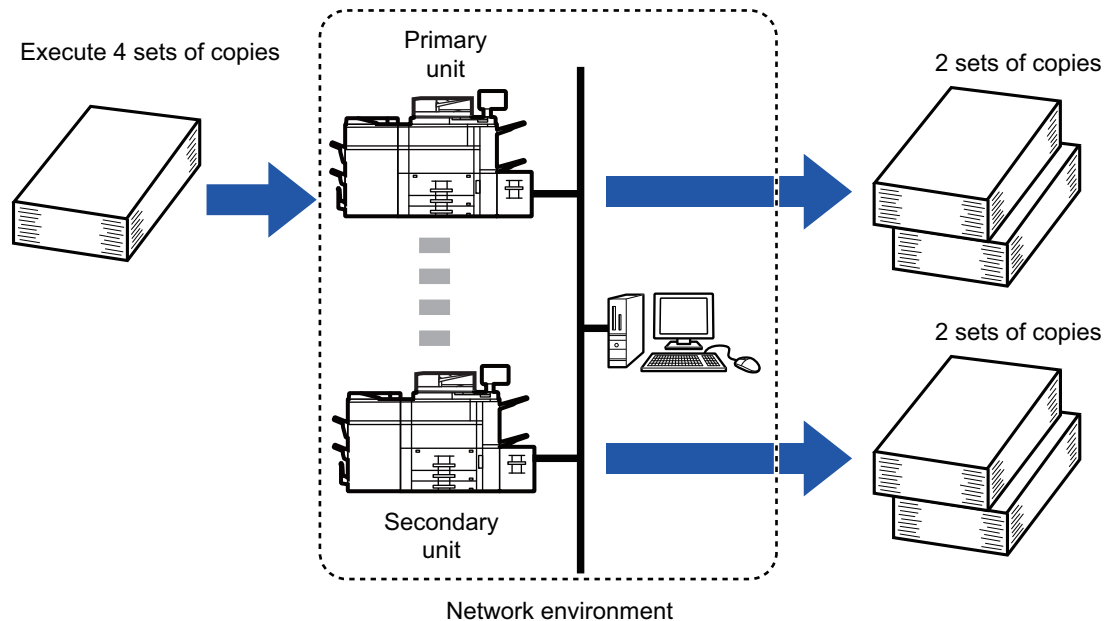 Execute 4 sets of copies
Primary
unit
2 sets of copies
2 sets of copies
Secondary
unit
Network environment